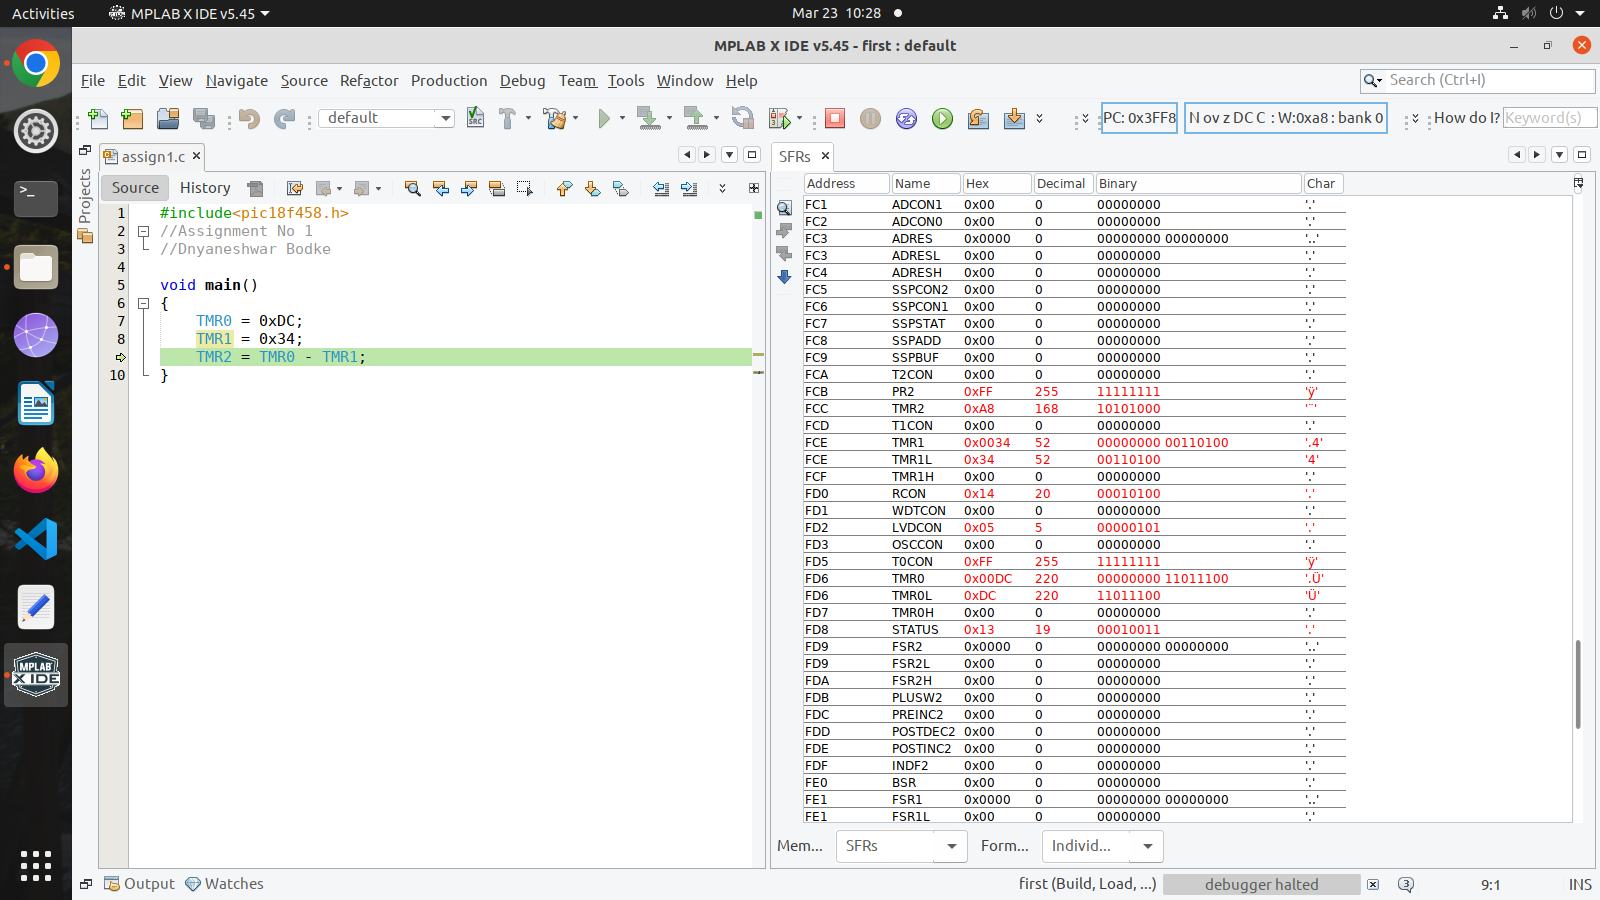 Activities MPLAB X IDE v5.45 Mar 23 10:28
MPLAB X IDE v5.45 - first : default
File Edit View Navigate Source Refactor Production Debug Team Tools Window Help Search (Ctrl+I)
default PC: 0x3FF8 N ov z DC C : W:0xa8 : bank 0 How do I? Keyword(s)
Projects
assign1.c
Source History
1 #include<pic18f458.h>
2 //Assignment No 1
3 //Dnyaneshwar Bodke
4
5 void main()
6 {
7 TMR0 = 0xDC;
8 TMR1 = 0x34;
TMR2 = TMR0 - TMR1;
10 }
SFRs
Address Name Hex Decimal Binary Char
FC1 ADCON1 0x00 0 00000000 '.'
FC2 ADCON0 0x00 0 00000000 '.'
FC3 ADRES 0x0000 0 00000000 00000000 '..'
FC3 ADRESL 0x00 0 00000000 '.'
FC4 ADRESH 0x00 0 00000000 '.'
FC5 SSPCON2 0x00 0 00000000 '.'
FC6 SSPCON1 0x00 0 00000000 '.'
FC7 SSPSTAT 0x00 0 00000000 '.'
FC8 SSPADD 0x00 0 00000000 '.'
FC9 SSPBUF 0x00 0 00000000 '.'
FCA T2CON 0x00 0 00000000 '.'
FCB PR2 0xFF 255 11111111 'ÿ'
FCC TMR2 0xA8 168 10101000 '¨'
FCD T1CON 0x00 0 00000000 '.'
FCE TMR1 0x0034 52 00000000 00110100 '.4'
FCE TMR1L 0x34 52 00110100 '4'
FCF TMR1H 0x00 0 00000000 '.'
FD0 RCON 0x14 20 00010100 '.'
FD1 WDTCON 0x00 0 00000000 '.'
FD2 LVDCON 0x05 5 00000101 '.'
FD3 OSCCON 0x00 0 00000000 '.'
FD5 T0CON 0xFF 255 11111111 'ÿ'
FD6 TMR0 0x00DC 220 00000000 11011100 '.Ü'
FD6 TMR0L 0xDC 220 11011100 'Ü'
FD7 TMR0H 0x00 0 00000000 '.'
FD8 STATUS 0x13 19 00010011 '.'
FD9 FSR2 0x0000 0 00000000 00000000 '..'
FD9 FSR2L 0x00 0 00000000 '.'
FDA FSR2H 0x00 0 00000000 '.'
FDB PLUSW2 0x00 0 00000000 '.'
FDC PREINC2 0x00 0 00000000 '.'
FDD POSTDEC2 0x00 0 00000000 '.'
FDE POSTINC2 0x00 0 00000000 '.'
FDF INDF2 0x00 0 00000000 '.'
FE0 BSR 0x00 0 00000000 '.'
FE1 FSR1 0x0000 0 00000000 00000000 '..'
FE1 FSR1L 0x00 0 00000000 '.'
Mem... SFRs Form... Individ...
Output Watches first (Build, Load, ...) debugger halted 3 9:1 INS
MPLAB
X IDE